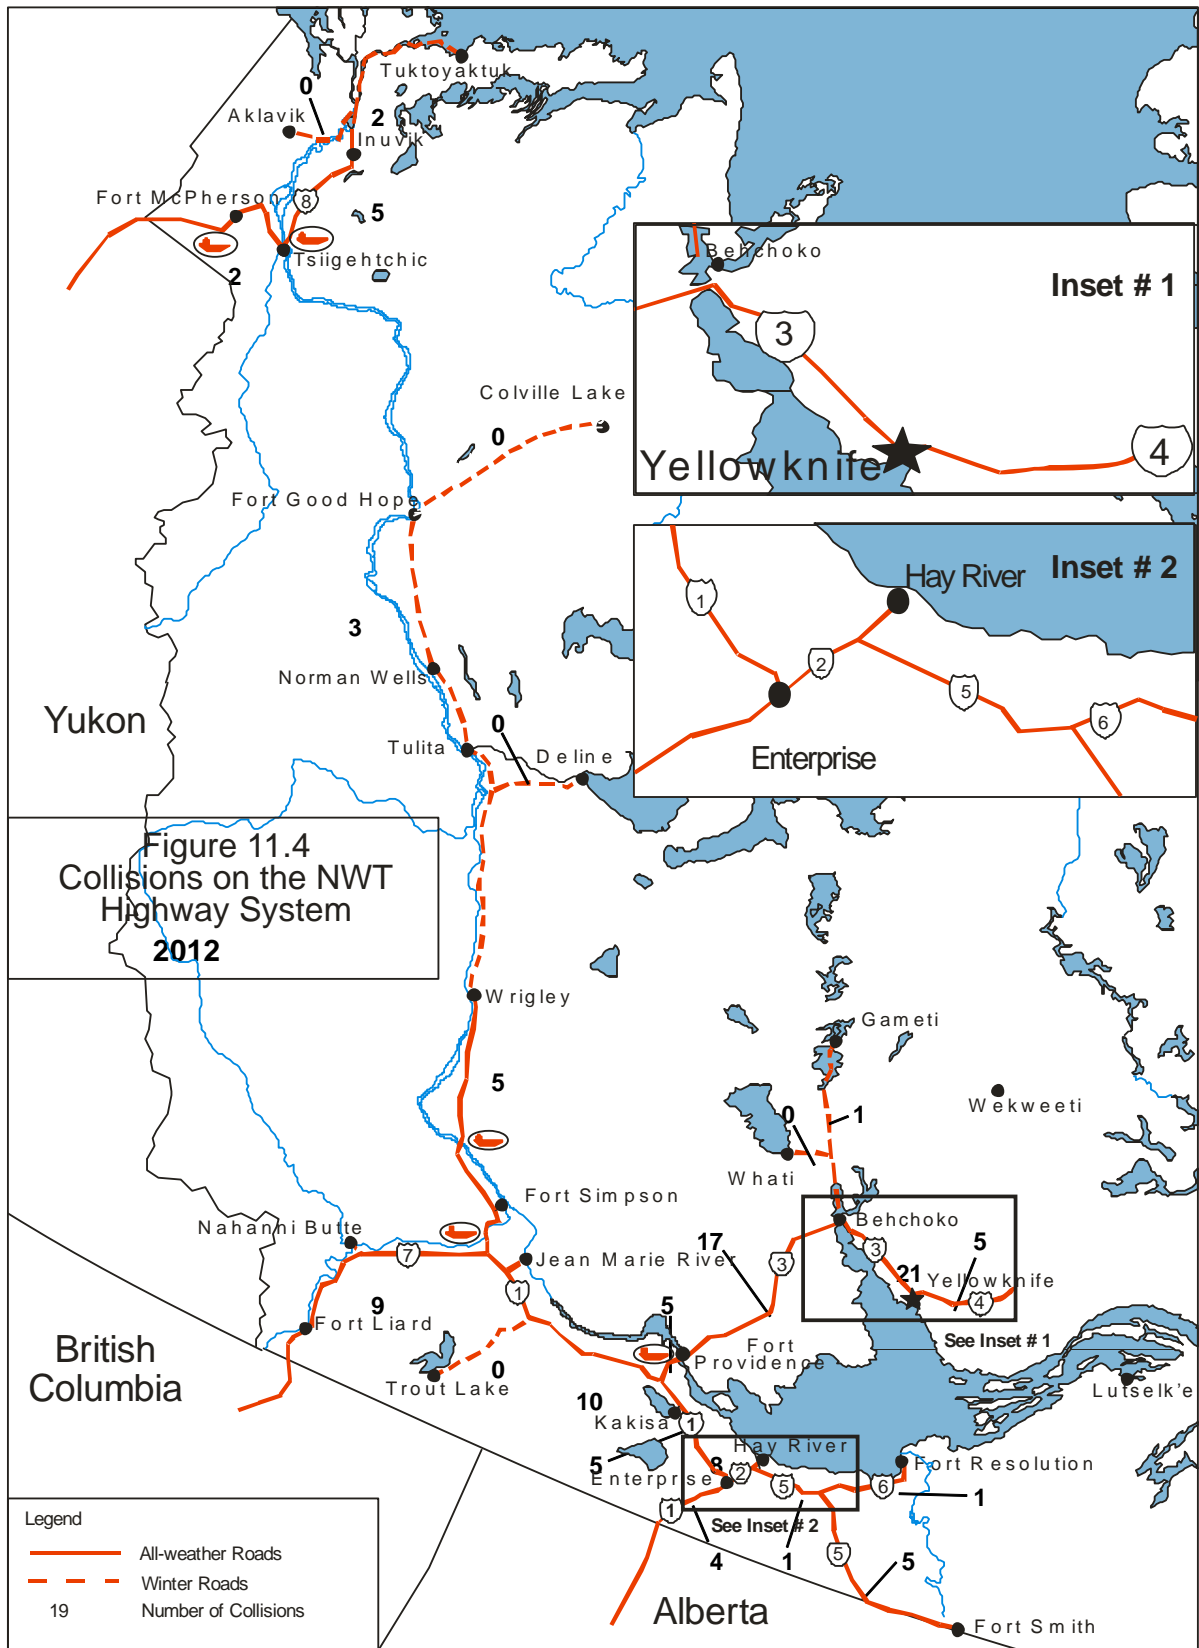 Tuktoyaktuk
0
Aklavik
2
Inuvik
Fort McPherson
8
5
Tsiigehtchic
2
Behchoko
Inset # 1
3
Yellowknife
4
Colville Lake
0
Fort Good Hope
Hay River
Inset # 2
1
2
5
6
Enterprise
3
Norman Wells
Yukon
0
Tulita
Deline
Figure 11.4
Collisions on the NWT
Highway System
2012
Wrigley
Gameti
5
Wekweeti
0
1
Whati
Fort Simpson
Nahanni Butte
Behchoko
7
Jean Marie River
17
3
3
5
21
Yellowknife
1
4
9
Fort Liard
5
See Inset # 1
British
Columbia
0
Trout Lake
Fort
Providence
Lutselk'e
10
Kakisa
1
Hay River
5
8
2
Enterprise
5
Fort Resolution
6
1
1
See Inset # 2
4
1
5
5
Alberta
Fort Smith
Legend
All-weather Roads
Winter Roads
19
Number of Collisions